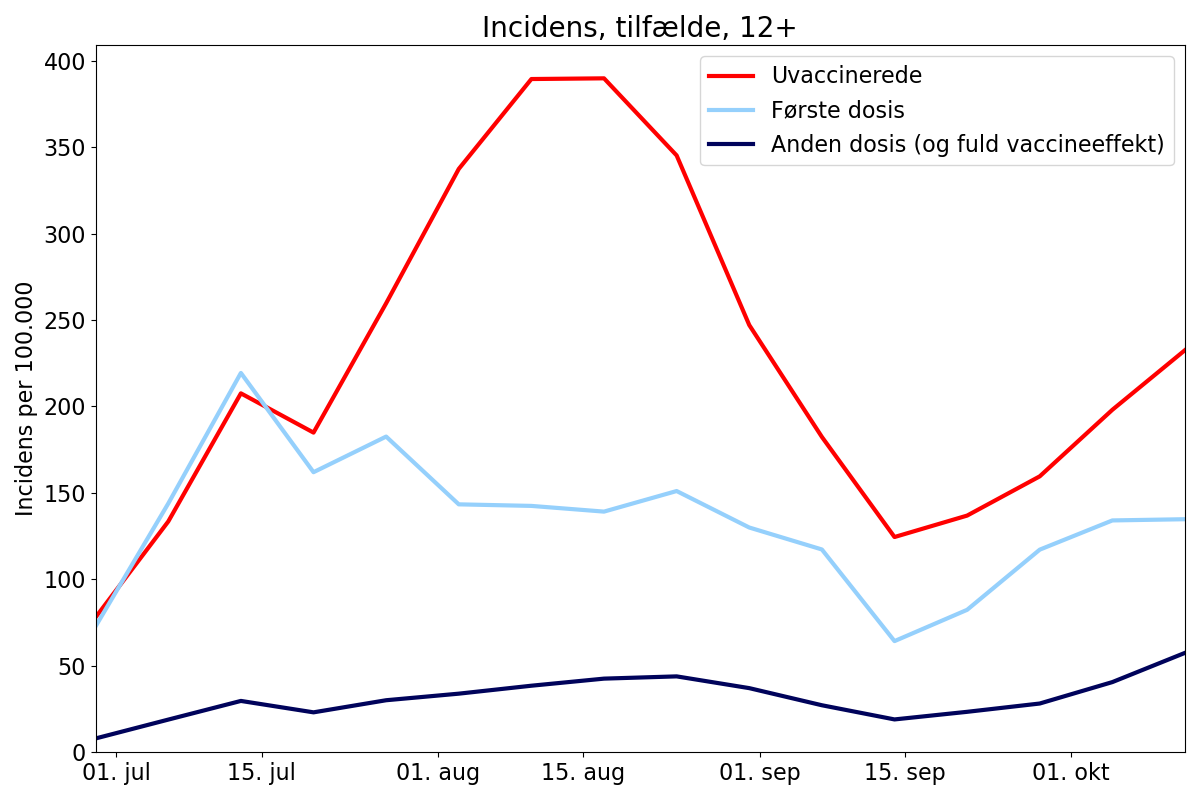 Incidens, tilfælde, 12+
Uvaccinerede
Første dosis
Anden dosis (og fuld vaccineeffekt)
Incidens per 100.000
400
350
300
250
200
150
100
50
0
01. jul
15. jul
01. aug
15. aug
01. sep
15. sep
01. okt